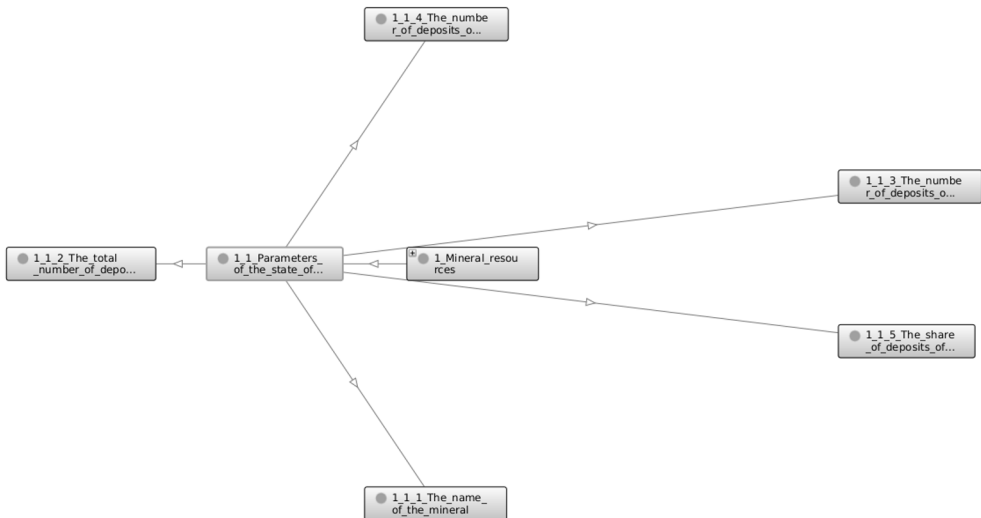 1_1_4_The_numbe
r_of_deposits_o...
1_1_3_The_numbe
r_of_deposits_o...
1_1_2_The_total
_number_of_depo...
1_1_Parameters_
of_the_state_of...
1_Mineral_resou
rces
1_1_5_The_share
_of_deposits_of...
1_1_1_The_name_
of_the_mineral